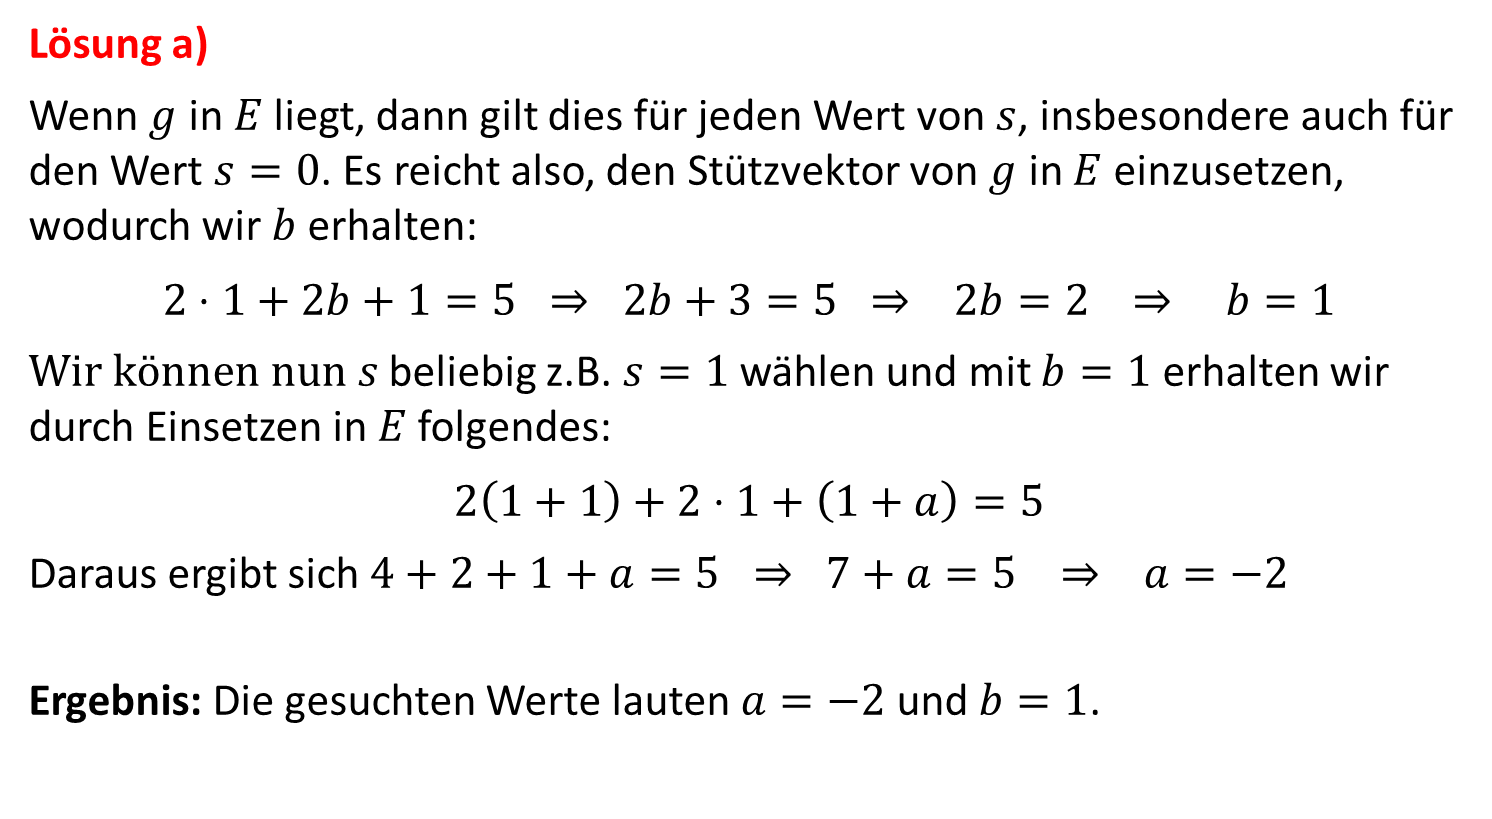 Lösung a)
Wenn 𝑔 in 𝐸 liegt, dann gilt dies für jeden Wert von 𝑠, insbesondere auch für
den Wert 𝑠 = 0. Es reicht also, den Stützvektor von 𝑔 in 𝐸 einzusetzen,
wodurch wir 𝑏 erhalten:
2 · 1 + 2𝑏 + 1 = 5 ⇒ 2𝑏 + 3 = 5 ⇒ 2𝑏 = 2 ⇒ 𝑏 = 1
Wir können nun 𝑠 beliebig z.B. 𝑠 = 1 wählen und mit 𝑏 = 1 erhalten wir
durch Einsetzen in 𝐸 folgendes:
2(1 + 1) + 2 · 1 + (1 + 𝑎) = 5
Daraus ergibt sich 4 + 2 + 1 + 𝑎 = 5 ⇒ 7 + 𝑎 = 5 ⇒ 𝑎 = −2
Ergebnis: Die gesuchten Werte lauten 𝑎 = −2 und 𝑏 = 1.